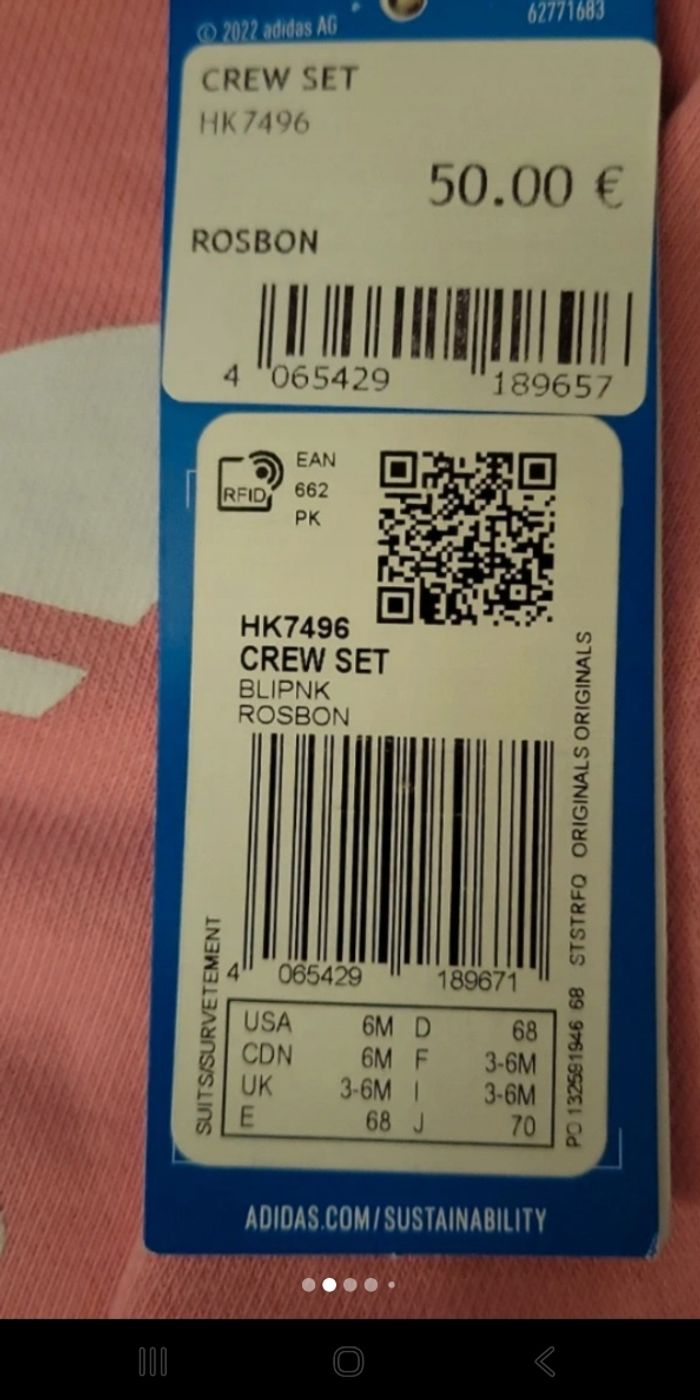 © 2022 adidas AG
62771683
CREW SET
HK7496
50.00 €
ROSBON
4 065429 189657
RFID
EAN
662
PK
HK7496
CREW SET
BLIPNK
ROSBON
4 065429 189671
SUITS/SURVETEMENT
PO 132591946 68 STSTRFQ ORIGINALS ORIGINALS
USA 6M D 68
CDN 6M F 3-6M
UK 3-6M I 3-6M
E 68 J 70
ADIDAS.COM/SUSTAINABILITY